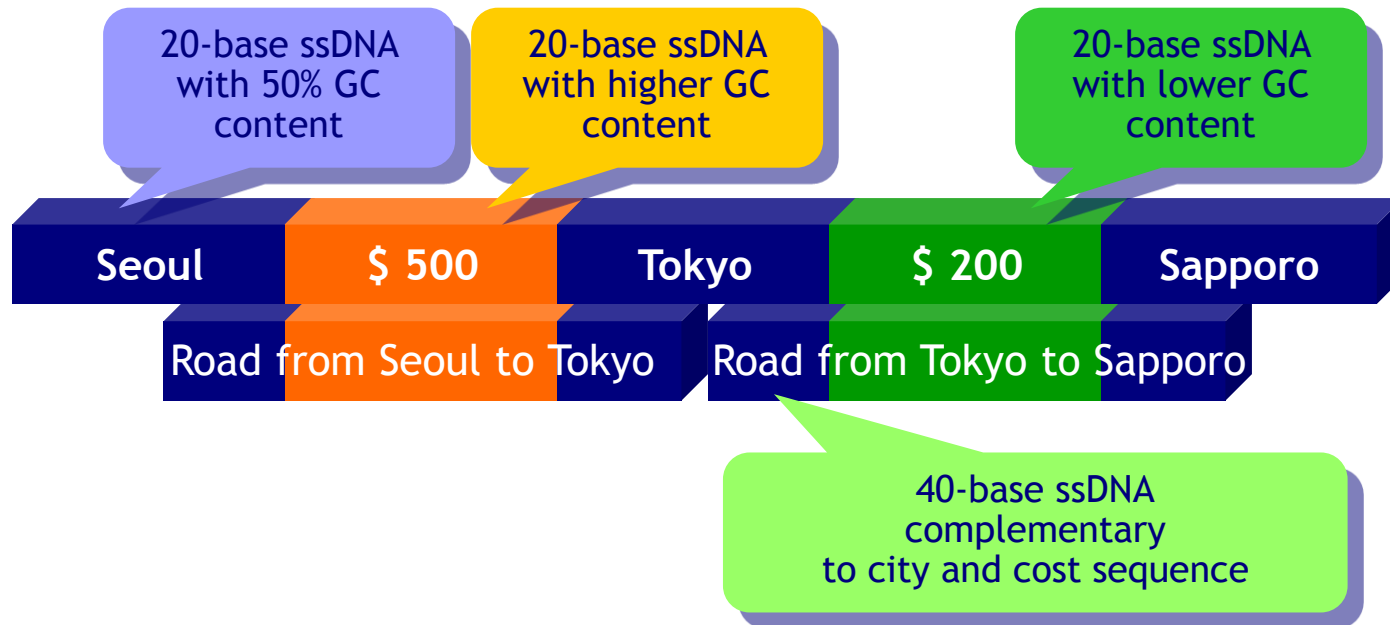 20-base ssDNA
with 50% GC
content
20-base ssDNA
with higher GC
content
20-base ssDNA
with lower GC
content
Seoul
$ 500
Tokyo
$ 200
Sapporo
Road from Seoul to Tokyo
Road from Tokyo to Sapporo
40-base ssDNA
complementary
to city and cost sequence